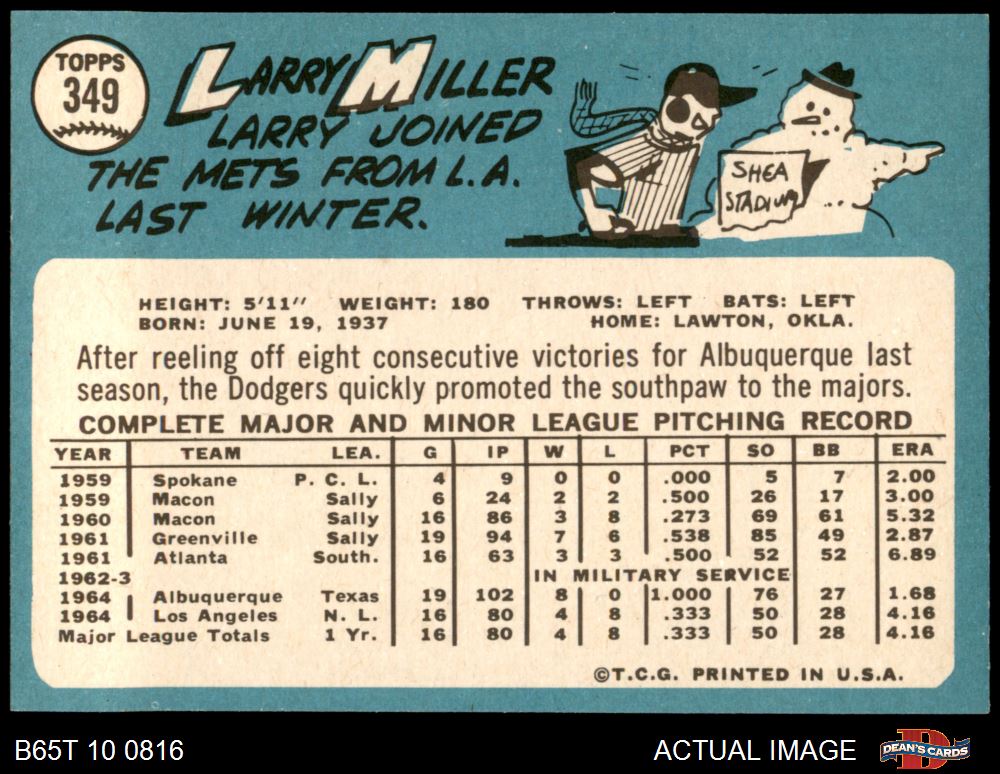 TOPPS
349
LARRY MILLER
LARRY JOINED
THE METS FROM L.A.
LAST WINTER.
SHEA
STADIUM
HEIGHT: 5'11" WEIGHT: 180 THROWS: LEFT BATS: LEFT
BORN: JUNE 19, 1937 HOME: LAWTON, OKLA.
After reeling off eight consecutive victories for Albuquerque last
season, the Dodgers quickly promoted the southpaw to the majors.
COMPLETE MAJOR AND MINOR LEAGUE PITCHING RECORD
YEAR TEAM LEA. G IP W L PCT SO BB ERA
1959 Spokane P. C. L. 4 9 0 0 .000 5 7 2.00
1959 Macon Sally 6 24 2 2 .500 26 17 3.00
1960 Macon Sally 16 86 3 8 .273 69 61 5.32
1961 Greenville Sally 19 94 7 6 .538 85 49 2.87
1961 Atlanta South. 16 63 3 3 .500 52 52 6.89
1962-3 IN MILITARY SERVICE
1964 Albuquerque Texas 19 102 8 0 1.000 76 27 1.68
1964 Los Angeles N. L. 16 80 4 8 .333 50 28 4.16
Major League Totals 1 Yr. 16 80 4 8 .333 50 28 4.16
©T.C.G. PRINTED IN U.S.A.
B65T 10 0816 ACTUAL IMAGE DEAN'S CARDS